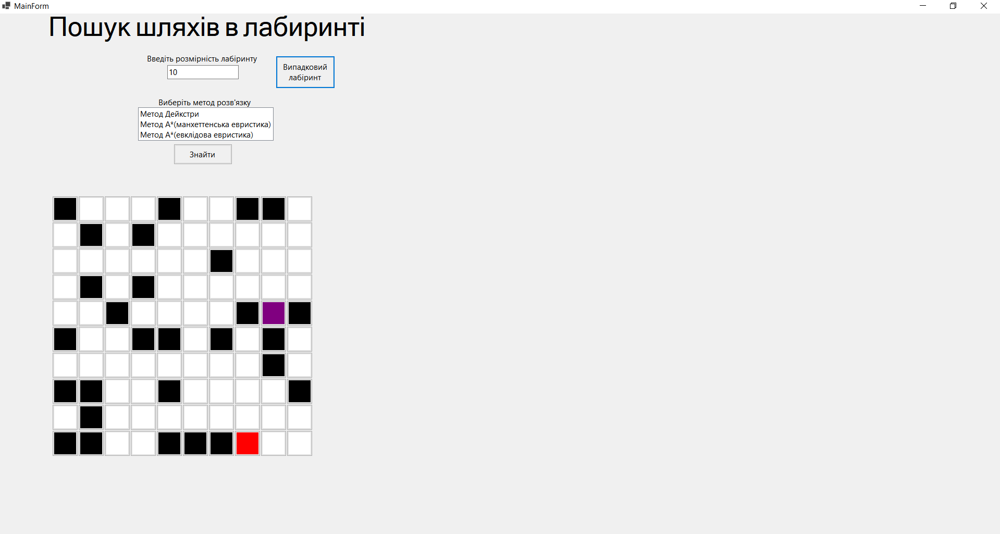 MainForm
Пошук шляхів в лабиринті
Введіть розмірність лабіринту
10
Випадковий
лабіринт
Виберіть метод розв'язку
Метод Дейкстри
Метод А*(манхеттенська евристика)
Метод А*(евклідова евристика)
Знайти